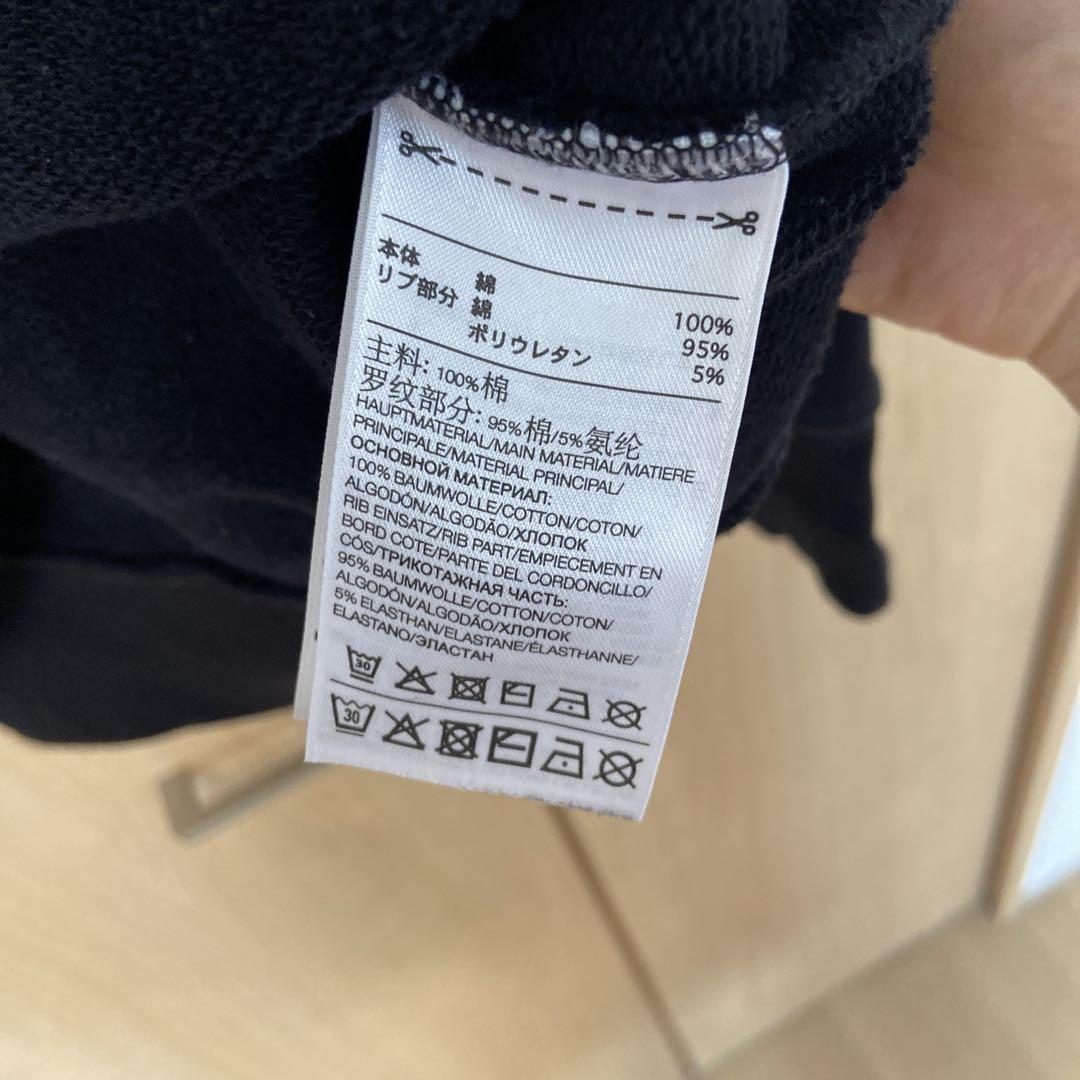 本体 綿 100%
リブ部分 綿 95%
ポリウレタン 5%
主料: 100%棉
罗纹部分: 95%棉/5%氨纶
HAUPTMATERIAL/MAIN MATERIAL/MATIERE
PRINCIPALE/MATERIAL PRINCIPAL/
ОСНОВНОЙ МАТЕРИАЛ:
100% BAUMWOLLE/COTTON/COTON/
ALGODÓN/ALGODÃO/ХЛОПОК
RIB EINSATZ/RIB PART/EMPIECEMENT EN
BORD COTE/PARTE DEL CORDONCILLO/
CÓS/ТРИКОТАЖНАЯ ЧАСТЬ:
95% BAUMWOLLE/COTTON/COTON/
ALGODÓN/ALGODÃO/ХЛОПОК
5% ELASTHAN/ELASTANE/ÉLASTHANNE/
ELASTANO/ЭЛАСТАН
30
30